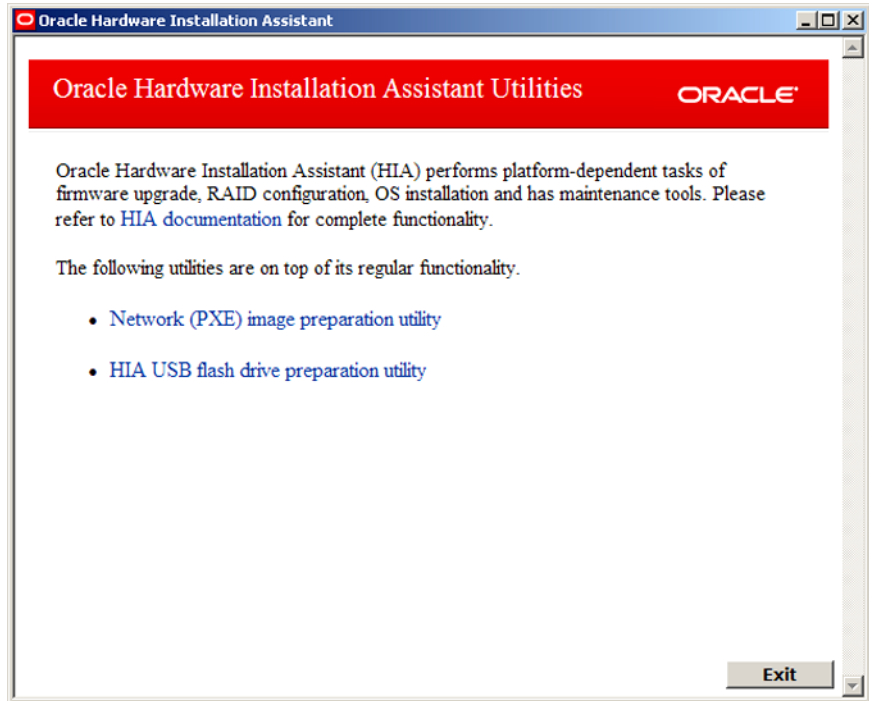 Oracle Hardware Installation Assistant
Oracle Hardware Installation Assistant Utilities
ORACLE
Oracle Hardware Installation Assistant (HIA) performs platform-dependent tasks of
firmware upgrade, RAID configuration, OS installation and has maintenance tools. Please
refer to HIA documentation for complete functionality.
The following utilities are on top of its regular functionality.
• Network (PXE) image preparation utility
• HIA USB flash drive preparation utility
Exit